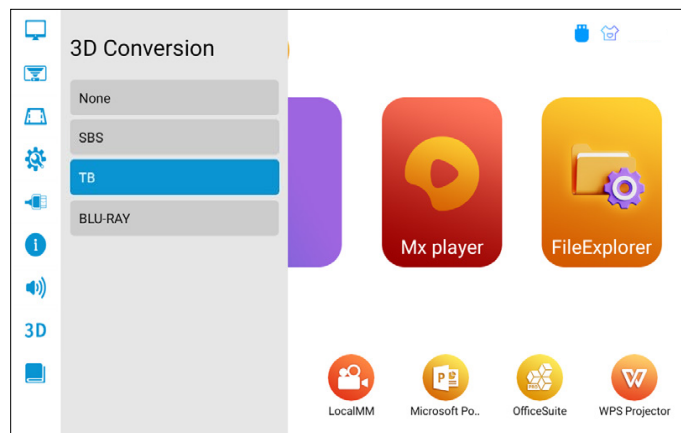 3D Conversion
None
SBS
TB
BLU-RAY
3D
Mx player
FileExplorer
LocalMM
Microsoft Po..
OfficeSuite
WPS Projector